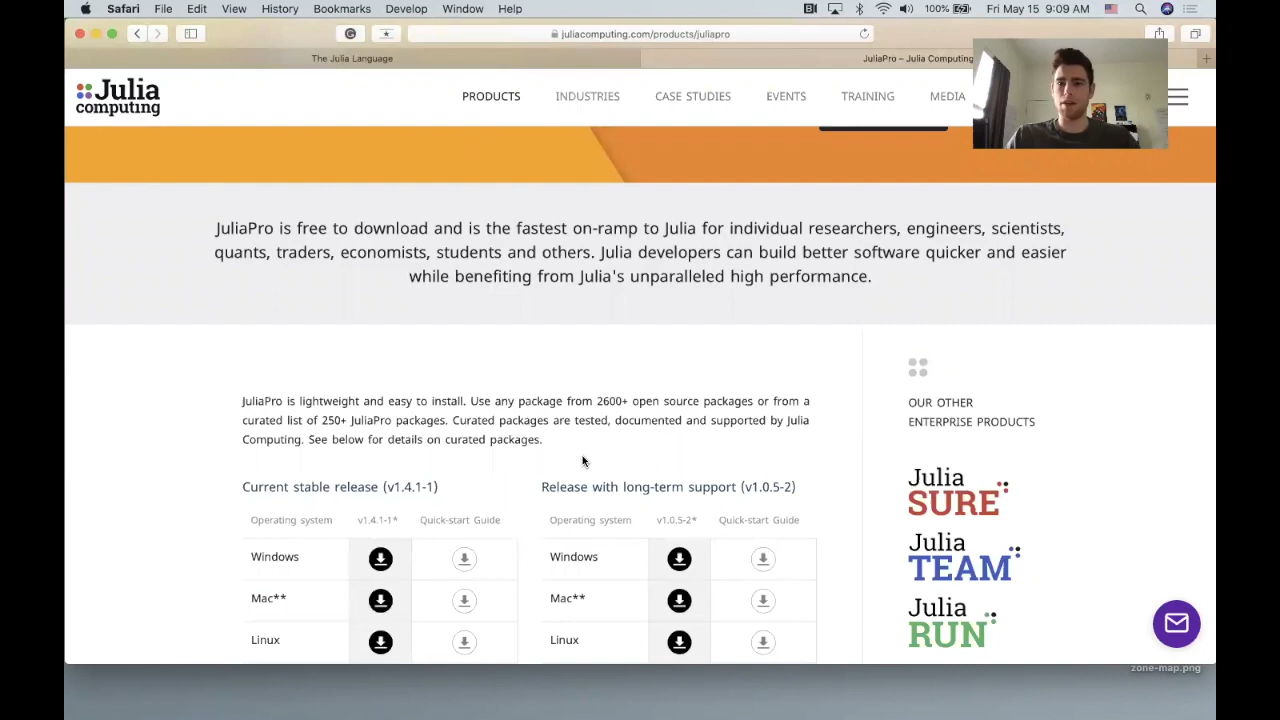 Safari File Edit View History Bookmarks Develop Window Help 100% Fri May 15 9:09 AM
juliacomputing.com/products/juliapro
The Julia Language JuliaPro – Julia Computing
Julia computing
PRODUCTS INDUSTRIES CASE STUDIES EVENTS TRAINING MEDIA
JuliaPro is free to download and is the fastest on-ramp to Julia for individual researchers, engineers, scientists,
quants, traders, economists, students and others. Julia developers can build better software quicker and easier
while benefiting from Julia's unparalleled high performance.
JuliaPro is lightweight and easy to install. Use any package from 2600+ open source packages or from a
curated list of 250+ JuliaPro packages. Curated packages are tested, documented and supported by Julia
Computing. See below for details on curated packages.
Current stable release (v1.4.1-1)
Operating system v1.4.1-1* Quick-start Guide
Windows
Mac**
Linux
Release with long-term support (v1.0.5-2)
Operating system v1.0.5-2* Quick-start Guide
Windows
Mac**
Linux
OUR OTHER
ENTERPRISE PRODUCTS
Julia
SURE
Julia
TEAM
Julia
RUN
zone-map.png